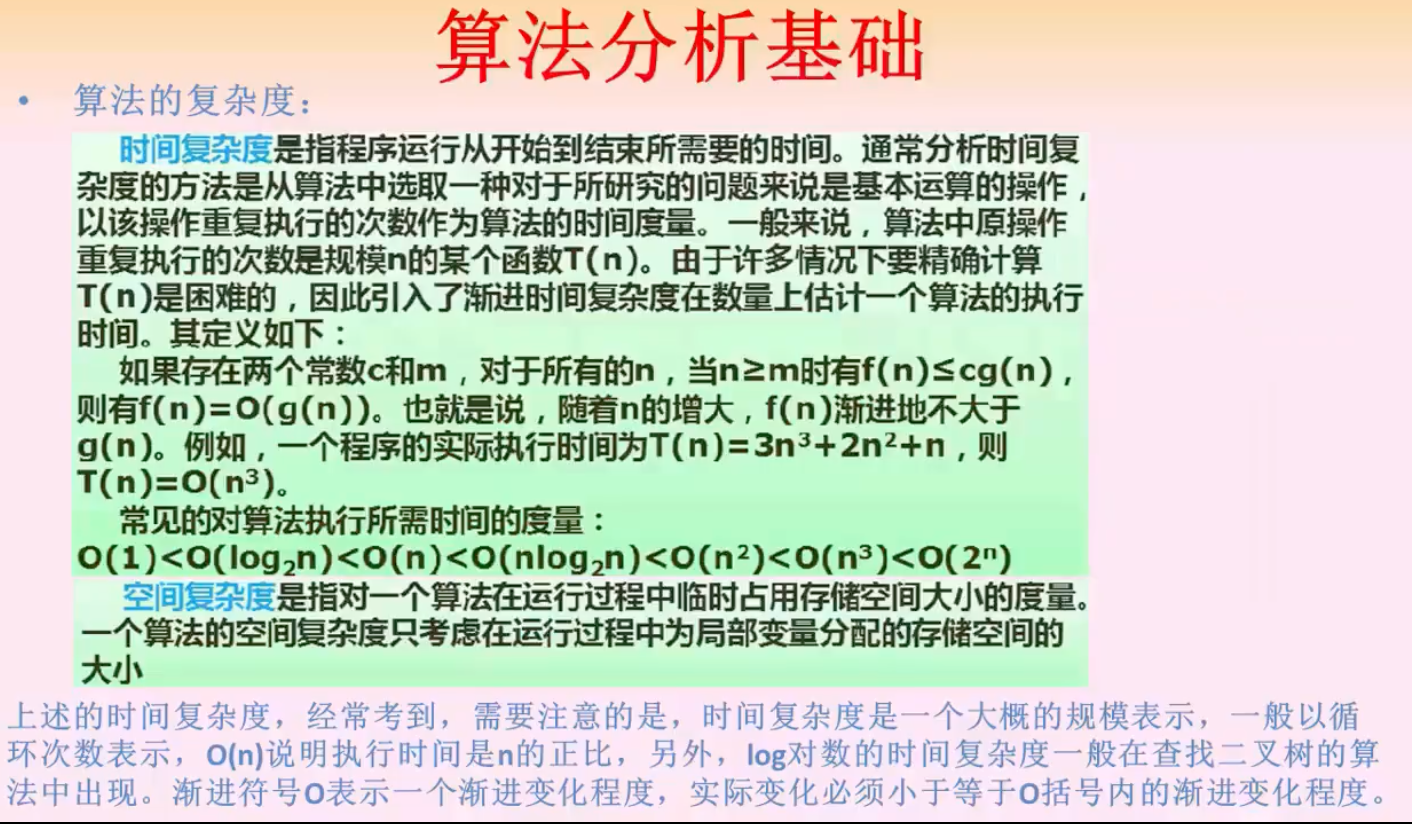 算法分析基础
• 算法的复杂度：
时间复杂度是指程序运行从开始到结束所需要的时间。通常分析时间复
杂度的方法是从算法中选取一种对于所研究的问题来说是基本运算的操作，
以该操作重复执行的次数作为算法的时间度量。一般来说，算法中原操作
重复执行的次数是规模n的某个函数T(n)。由于许多情况下要精确计算
T(n)是困难的，因此引入了渐进时间复杂度在数量上估计一个算法的执行
时间。其定义如下：
如果存在两个常数c和m，对于所有的n，当n≥m时有f(n)≤cg(n)，
则有f(n)=O(g(n))。也就是说，随着n的增大，f(n)渐进地不大于
g(n)。例如，一个程序的实际执行时间为T(n)=3n³+2n²+n，则
T(n)=O(n³)。
常见的对算法执行所需时间的度量：
O(1)<O(log₂n)<O(n)<O(nlog₂n)<O(n²)<O(n³)<O(2ⁿ)
空间复杂度是指对一个算法在运行过程中临时占用存储空间大小的度量。
一个算法的空间复杂度只考虑在运行过程中为局部变量分配的存储空间的
大小
上述的时间复杂度，经常考到，需要注意的是，时间复杂度是一个大概的规模表示，一般以循
环次数表示，O(n)说明执行时间是n的正比，另外，log对数的时间复杂度一般在查找二叉树的算
法中出现。渐进符号O表示一个渐进变化程度，实际变化必须小于等于O括号内的渐进变化程度。